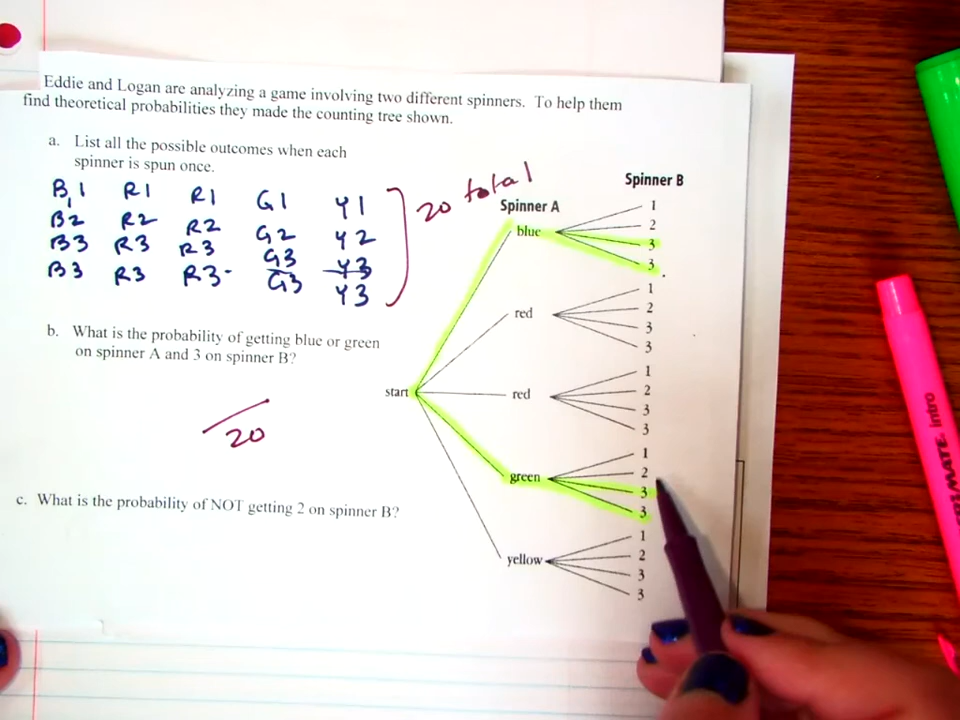 Eddie and Logan are analyzing a game involving two different spinners. To help them
find theoretical probabilities they made the counting tree shown.
a. List all the possible outcomes when each
spinner is spun once.
B,1 R1 R1 G1 Y1
B2 R2 R2 G2 Y2
B3 R3 R3 G3 Y3
B3 R3 R3 G3 Y3
20 total
b. What is the probability of getting blue or green
on spinner A and 3 on spinner B?
20
c. What is the probability of NOT getting 2 on spinner B?
Spinner A
Spinner B
start
blue
1
2
3
3
red
1
2
3
3
red
1
2
3
3
green
1
2
3
3
yellow
1
2
3
3
Intro